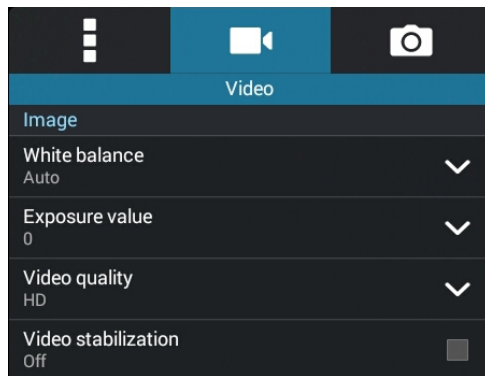 Video
Image
White balance
Auto
Exposure value
0
Video quality
HD
Video stabilization
Off